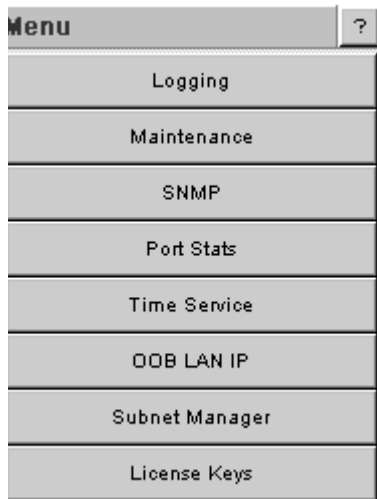 Menu
?
Logging
Maintenance
SNMP
Port Stats
Time Service
OOB LAN IP
Subnet Manager
License Keys